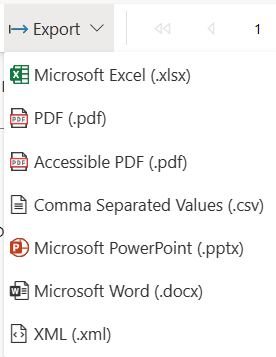 Export 1
Microsoft Excel (.xlsx)
PDF (.pdf)
Accessible PDF (.pdf)
Comma Separated Values (.csv)
Microsoft PowerPoint (.pptx)
Microsoft Word (.docx)
XML (.xml)